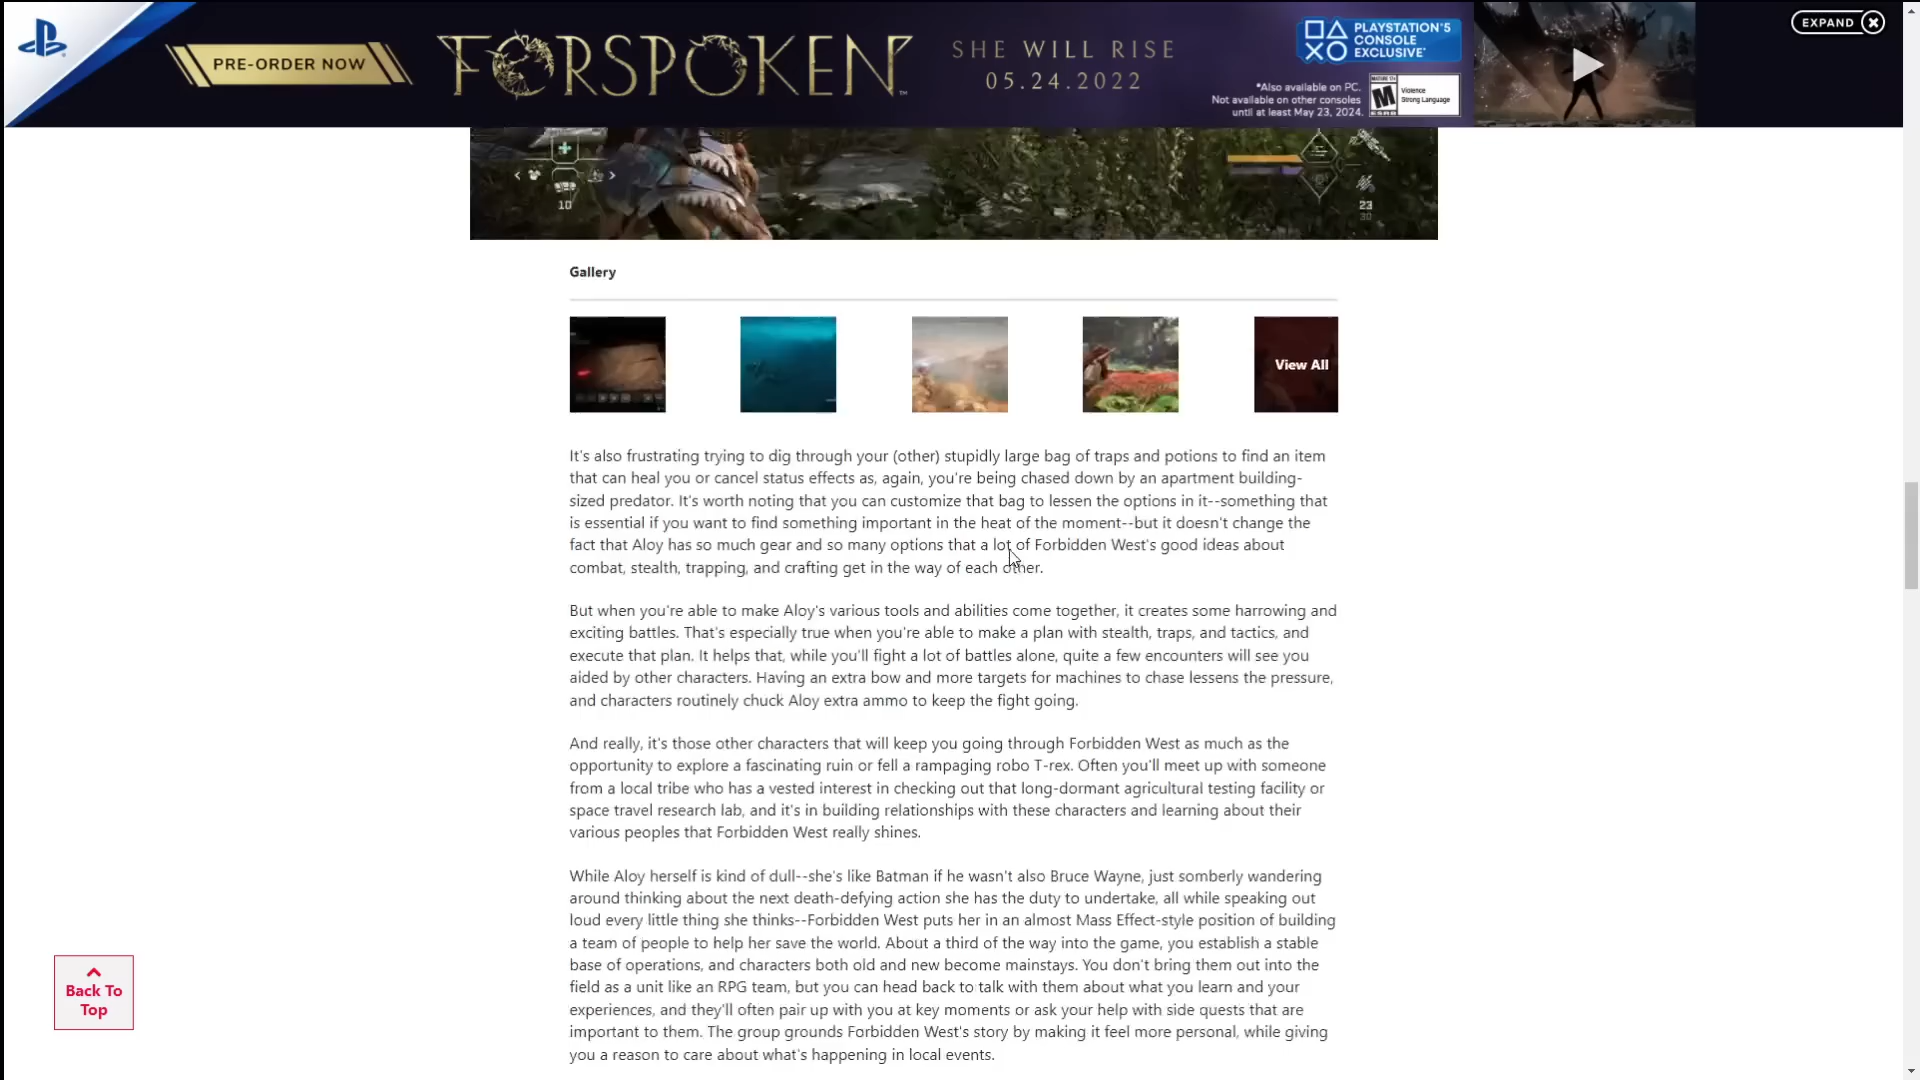 EXPAND
PRE-ORDER NOW
FORSPOKEN™
SHE WILL RISE
05.24.2022
PLAYSTATION®5
CONSOLE
EXCLUSIVE*
*Also available on PC.
Not available on other consoles
until at least May 23, 2024.
MATURE 17+
M
ESRB
Violence
Strong Language
10
23
30
Gallery
View All
It's also frustrating trying to dig through your (other) stupidly large bag of traps and potions to find an item
that can heal you or cancel status effects as, again, you're being chased down by an apartment building-
sized predator. It's worth noting that you can customize that bag to lessen the options in it--something that
is essential if you want to find something important in the heat of the moment--but it doesn't change the
fact that Aloy has so much gear and so many options that a lot of Forbidden West's good ideas about
combat, stealth, trapping, and crafting get in the way of each other.
But when you're able to make Aloy's various tools and abilities come together, it creates some harrowing and
exciting battles. That's especially true when you're able to make a plan with stealth, traps, and tactics, and
execute that plan. It helps that, while you'll fight a lot of battles alone, quite a few encounters will see you
aided by other characters. Having an extra bow and more targets for machines to chase lessens the pressure,
and characters routinely chuck Aloy extra ammo to keep the fight going.
And really, it's those other characters that will keep you going through Forbidden West as much as the
opportunity to explore a fascinating ruin or fell a rampaging robo T-rex. Often you'll meet up with someone
from a local tribe who has a vested interest in checking out that long-dormant agricultural testing facility or
space travel research lab, and it's in building relationships with these characters and learning about their
various peoples that Forbidden West really shines.
While Aloy herself is kind of dull--she's like Batman if he wasn't also Bruce Wayne, just somberly wandering
around thinking about the next death-defying action she has the duty to undertake, all while speaking out
loud every little thing she thinks--Forbidden West puts her in an almost Mass Effect-style position of building
a team of people to help her save the world. About a third of the way into the game, you establish a stable
base of operations, and characters both old and new become mainstays. You don't bring them out into the
field as a unit like an RPG team, but you can head back to talk with them about what you learn and your
experiences, and they'll often pair up with you at key moments or ask your help with side quests that are
important to them. The group grounds Forbidden West's story by making it feel more personal, while giving
you a reason to care about what's happening in local events.
Back To
Top